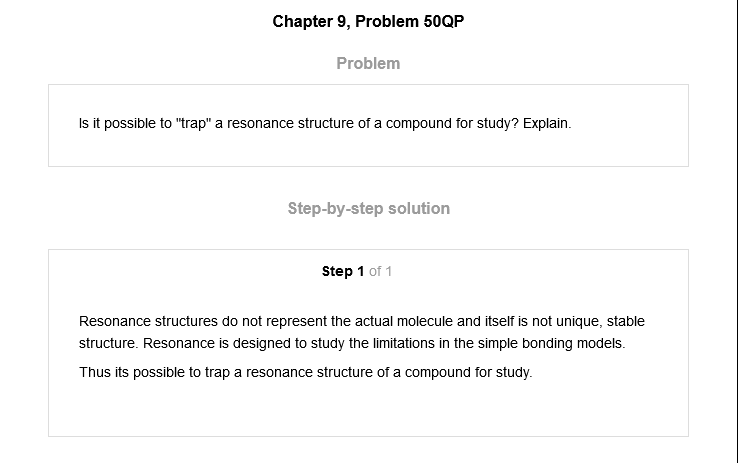 Chapter 9, Problem 50QP
Problem
Is it possible to "trap" a resonance structure of a compound for study? Explain.
Step-by-step solution
Step 1 of 1
Resonance structures do not represent the actual molecule and itself is not unique, stable
structure. Resonance is designed to study the limitations in the simple bonding models.
Thus its possible to trap a resonance structure of a compound for study.